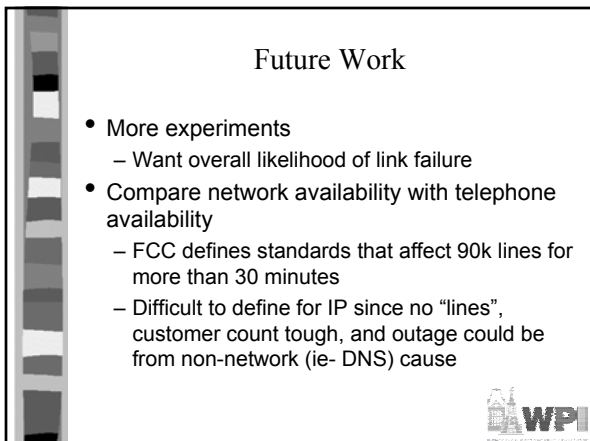 Future Work
• More experiments
– Want overall likelihood of link failure
• Compare network availability with telephone
availability
– FCC defines standards that affect 90k lines for
more than 30 minutes
– Difficult to define for IP since no “lines”,
customer count tough, and outage could be
from non-network (ie- DNS) cause
WPI